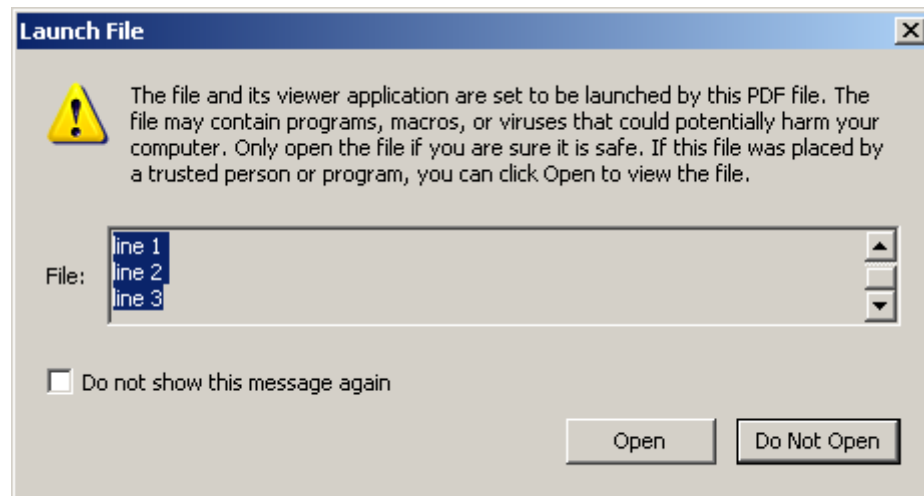 Launch File
The file and its viewer application are set to be launched by this PDF file. The
file may contain programs, macros, or viruses that could potentially harm your
computer. Only open the file if you are sure it is safe. If this file was placed by
a trusted person or program, you can click Open to view the file.
File:
line 1
line 2
line 3
Do not show this message again
Open
Do Not Open